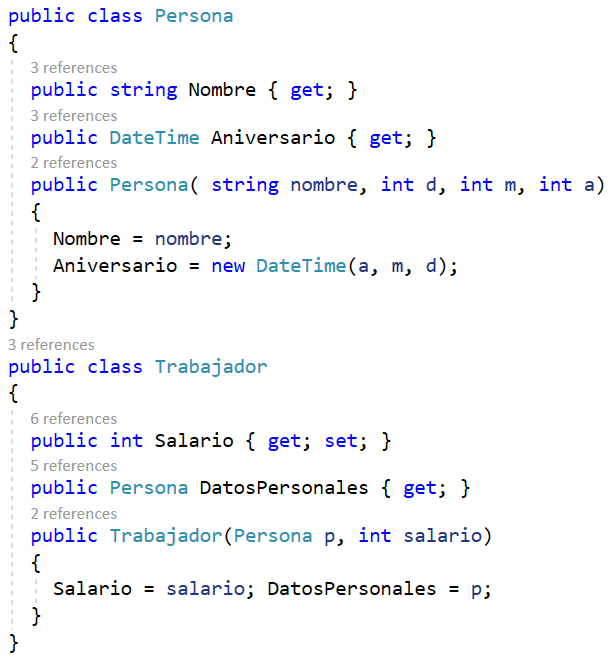 public class Persona
{
3 references
public string Nombre { get; }
3 references
public DateTime Aniversario { get; }
2 references
public Persona( string nombre, int d, int m, int a)
{
Nombre = nombre;
Aniversario = new DateTime(a, m, d);
}
}
3 references
public class Trabajador
{
6 references
public int Salario { get; set; }
5 references
public Persona DatosPersonales { get; }
2 references
public Trabajador(Persona p, int salario)
{
Salario = salario; DatosPersonales = p;
}
}